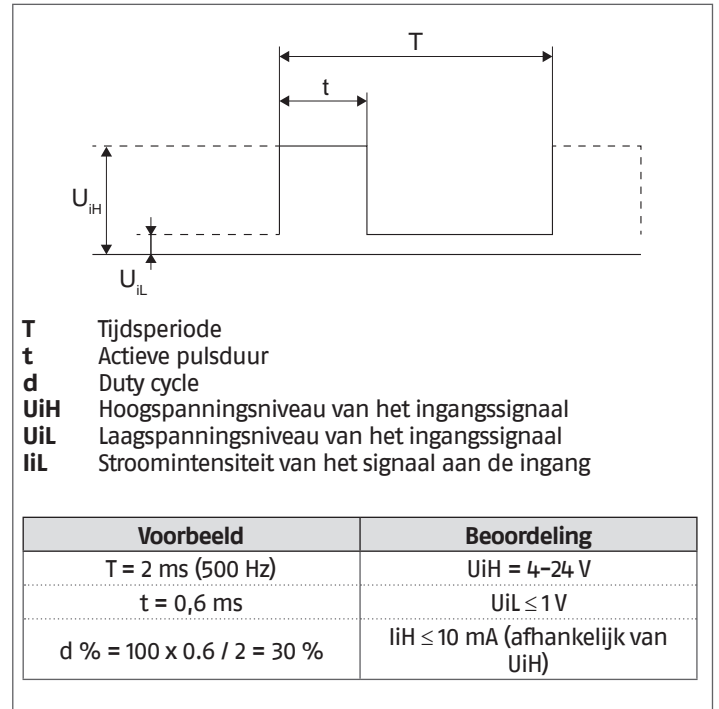 T
t
UiH
UiL
T Tijdsperiode
t Actieve pulsduur
d Duty cycle
UiH Hoogspanningsniveau van het ingangssignaal
UiL Laagspanningsniveau van het ingangssignaal
IiL Stroomintensiteit van het signaal aan de ingang
Voorbeeld Beoordeling
T = 2 ms (500 Hz) UiH = 4-24 V
t = 0,6 ms UiL ≤ 1 V
d % = 100 x 0.6 / 2 = 30 % IiH ≤ 10 mA (afhankelijk van
UiH)